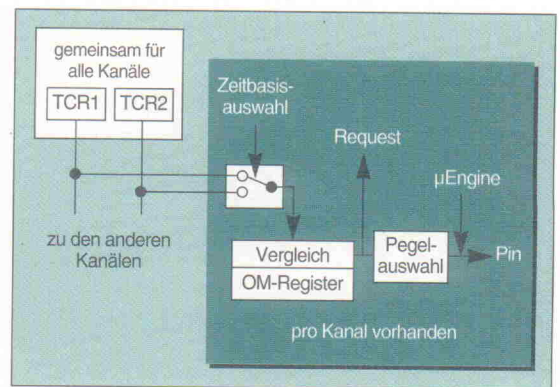 gemeinsam für
alle Kanäle
TCR1 TCR2
Zeitbasis-
auswahl
Request
µEngine
zu den anderen
Kanälen
Vergleich
OM-Register
Pegel-
auswahl
Pin
pro Kanal vorhanden